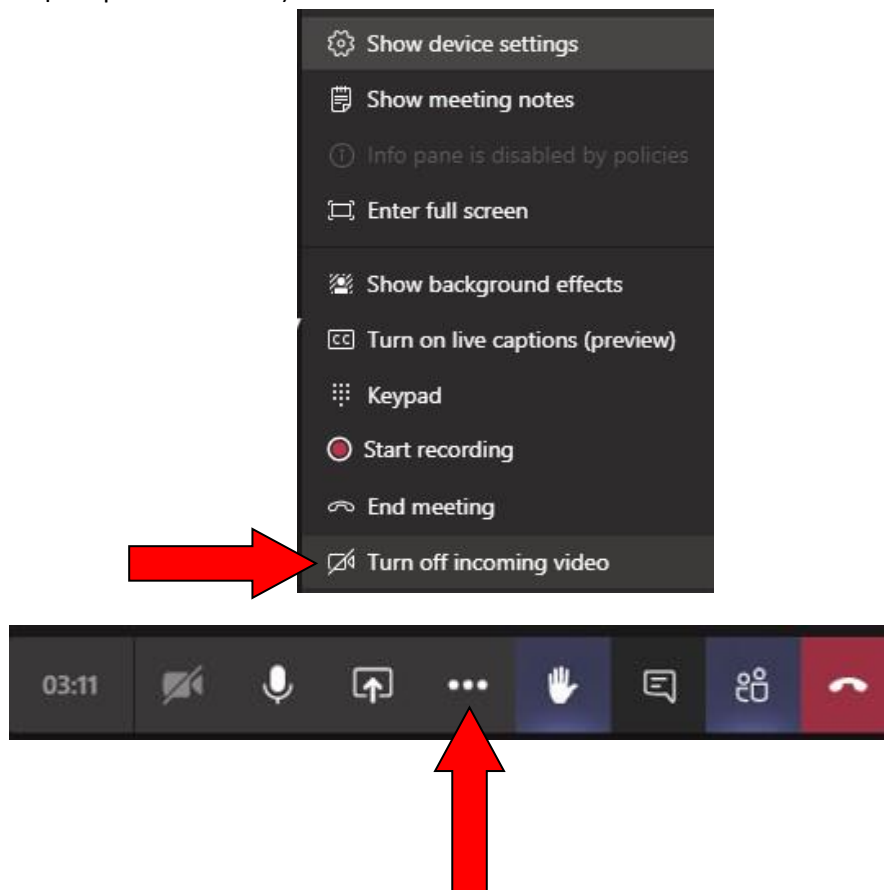 Show device settings
Show meeting notes
Info pane is disabled by policies
Enter full screen
Show background effects
CC Turn on live captions (preview)
Keypad
Start recording
End meeting
Turn off incoming video
03:11